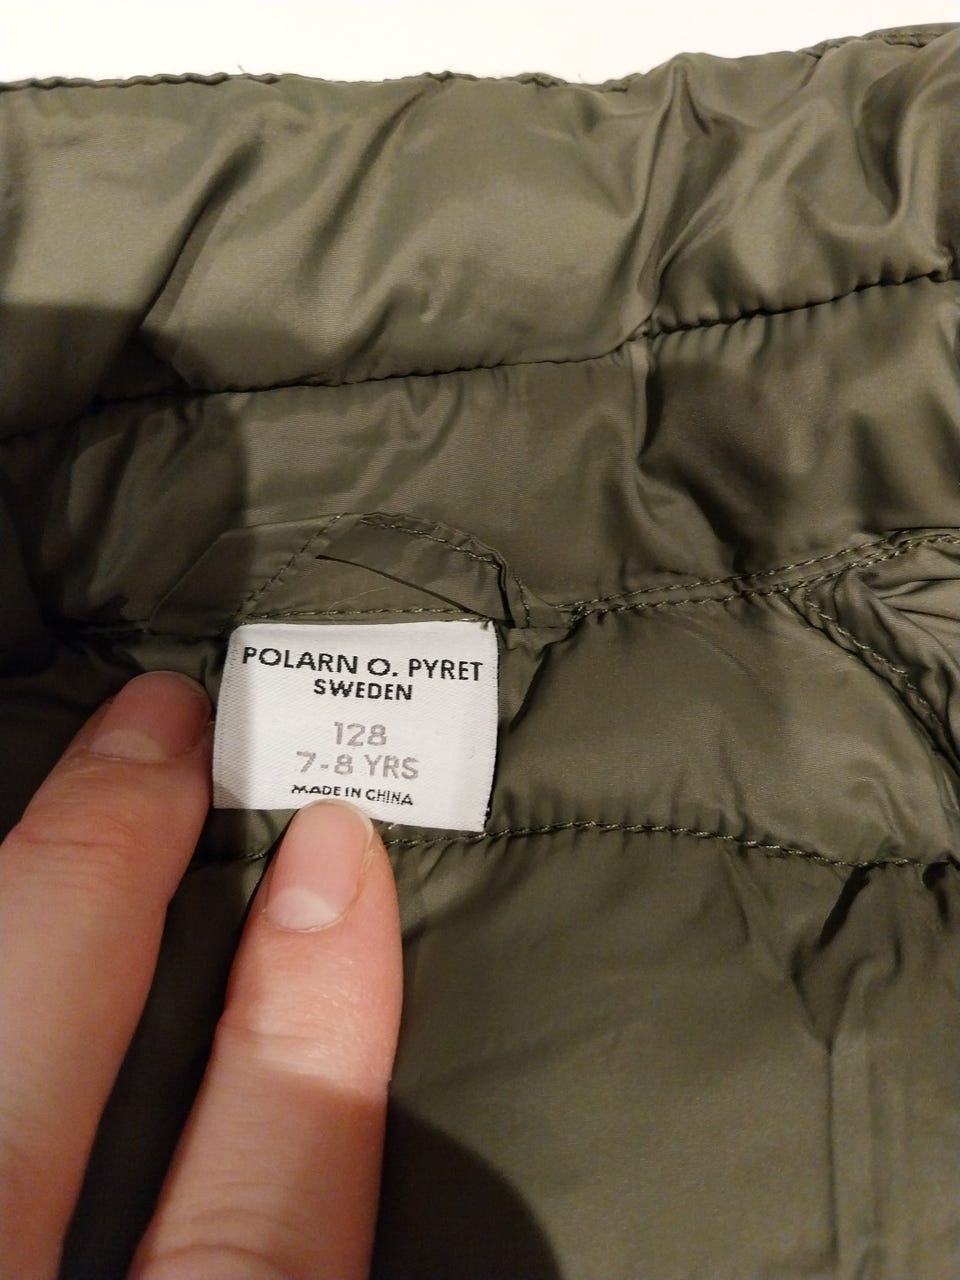 POLARN O. PYRET
SWEDEN
128
7-8 YRS
MADE IN CHINA